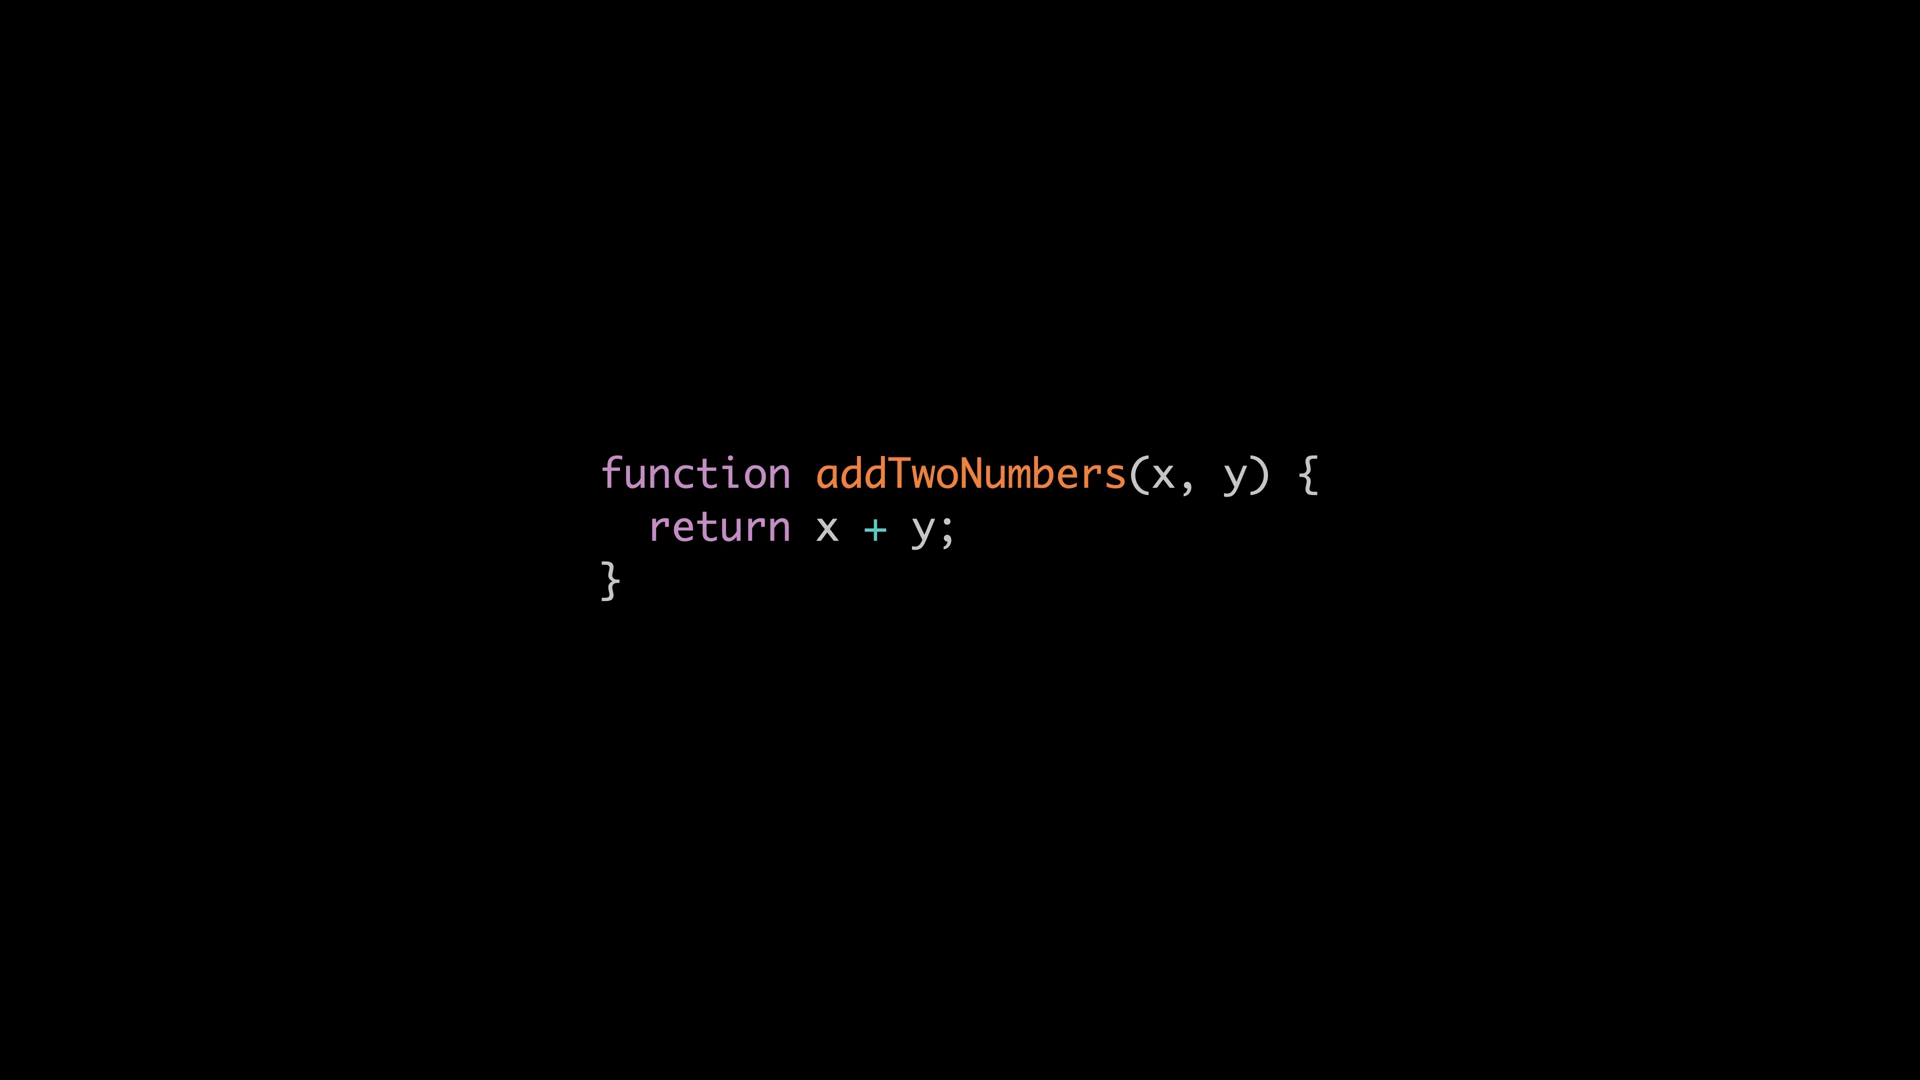 function addTwoNumbers(x, y) {
  return x + y;
}